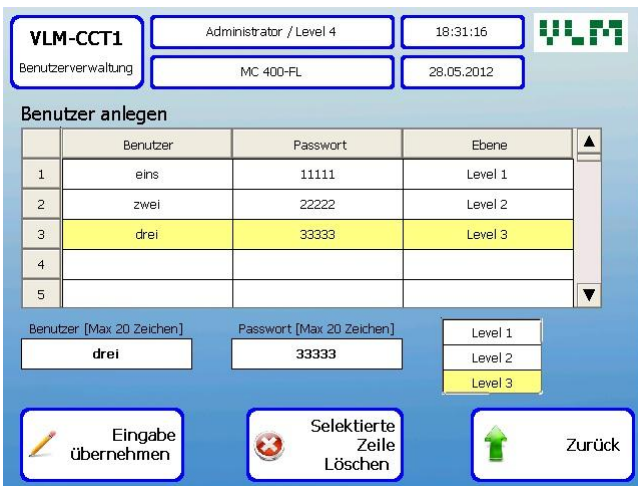 VLM-CCT1
Benutzerverwaltung
Administrator / Level 4
18:31:16
VLM
MC 400-FL
28.05.2012
Benutzer anlegen
Benutzer Passwort Ebene
1 eins 11111 Level 1
2 zwei 22222 Level 2
3 drei 33333 Level 3
4
5
Benutzer [Max 20 Zeichen]
drei
Passwort [Max 20 Zeichen]
33333
Level 1
Level 2
Level 3
Eingabe
übernehmen
Selektierte
Zeile
Löschen
Zurück